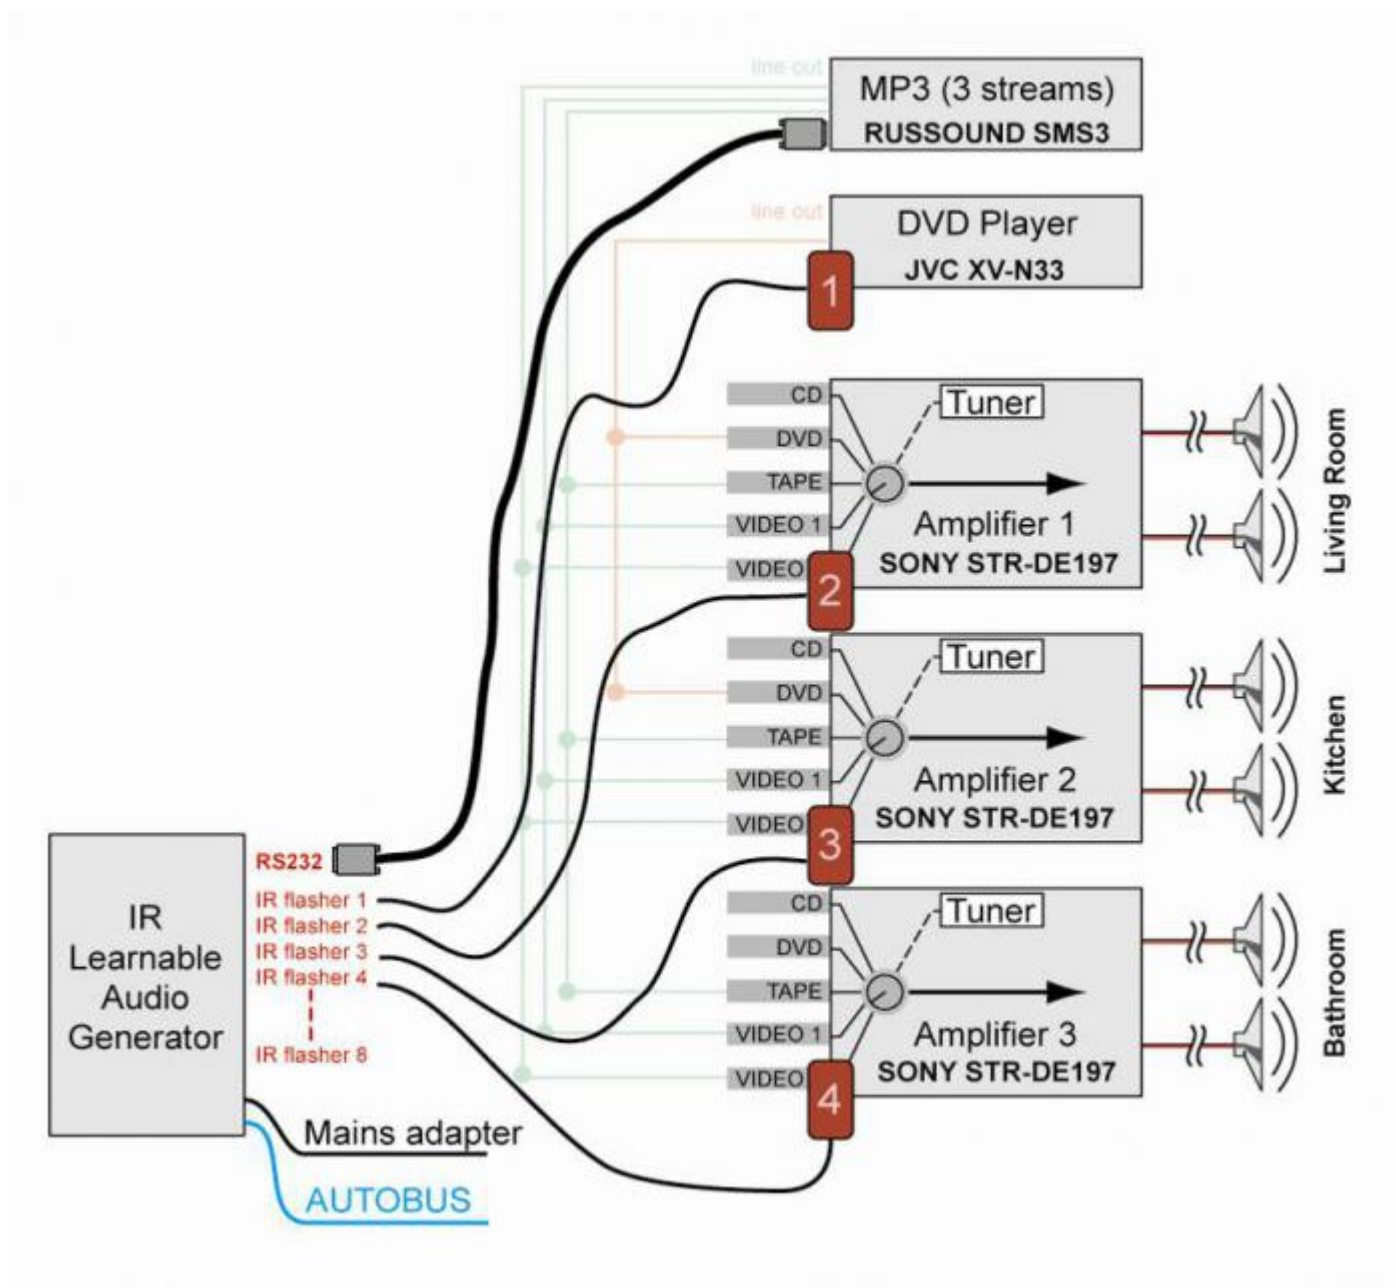 line out
MP3 (3 streams)
RUSSOUND SMS3
line out
DVD Player
JVC XV-N33
1
CD
DVD
TAPE
VIDEO 1
VIDEO
2
Tuner
Amplifier 1
SONY STR-DE197
Living Room
CD
DVD
TAPE
VIDEO 1
VIDEO
3
Tuner
Amplifier 2
SONY STR-DE197
Kitchen
CD
DVD
TAPE
VIDEO 1
VIDEO
4
Tuner
Amplifier 3
SONY STR-DE197
Bathroom
IR
Learnable
Audio
Generator
RS232
IR flasher 1
IR flasher 2
IR flasher 3
IR flasher 4
IR flasher 8
Mains adapter
AUTOBUS